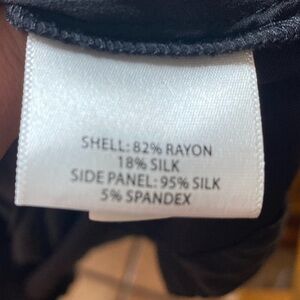 SHELL: 82% RAYON
18% SILK
SIDE PANEL: 95% SILK
5% SPANDEX